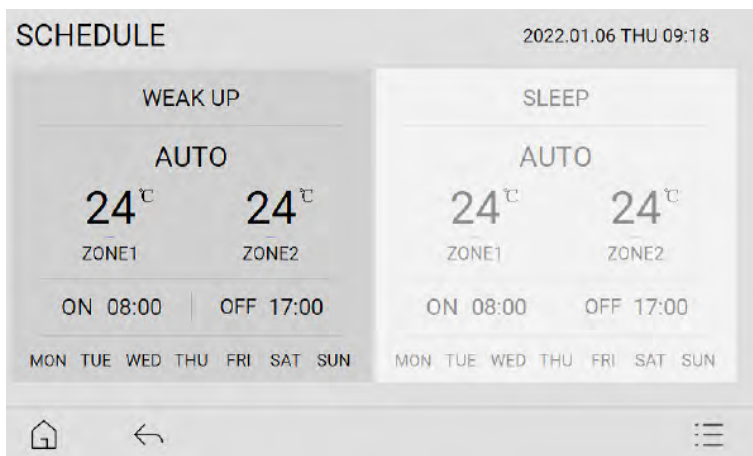 SCHEDULE
2022.01.06 THU 09:18
WEAK UP
AUTO
24℃ 24℃
ZONE1 ZONE2
ON 08:00 OFF 17:00
MON TUE WED THU FRI SAT SUN
SLEEP
AUTO
24℃ 24℃
ZONE1 ZONE2
ON 08:00 OFF 17:00
MON TUE WED THU FRI SAT SUN